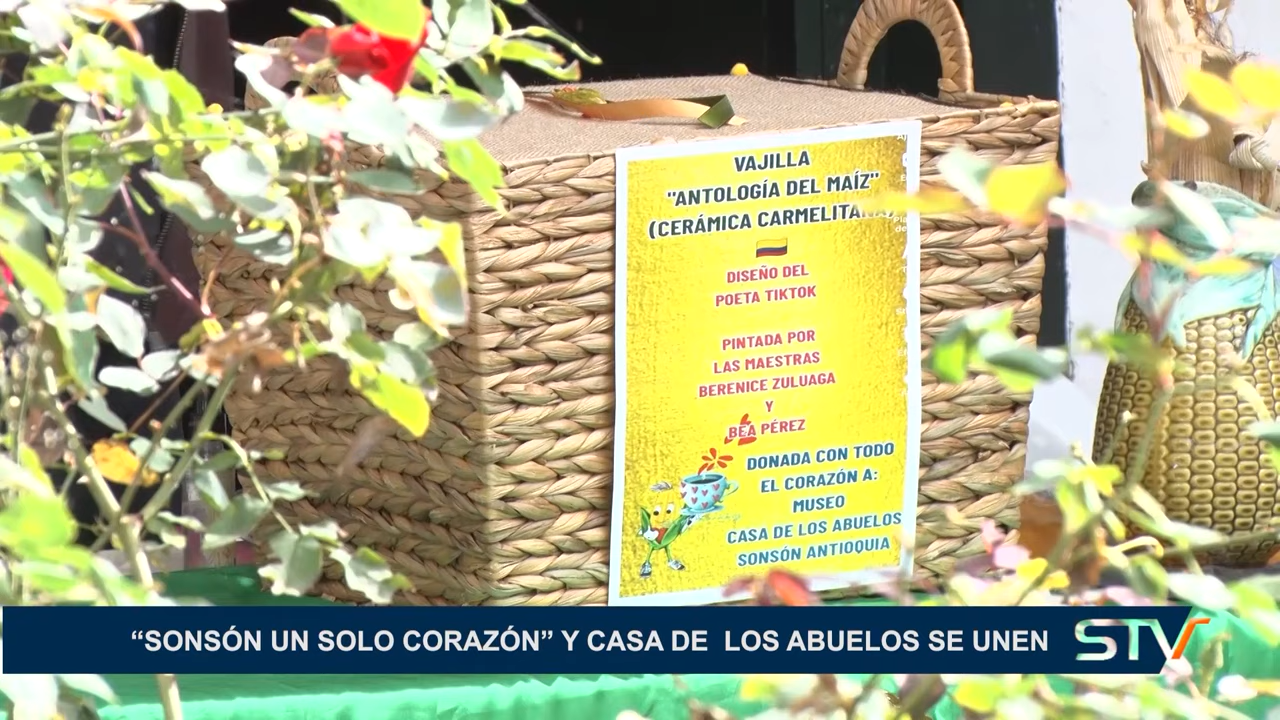 VAJILLA
"ANTOLOGÍA DEL MAÍZ"
(CERÁMICA
DISEÑO DEL
POETA TIKTOK
PINTADA POR
LAS MAESTRAS
BERENICE ZULUAGA
Y
BEA PÉREZ
DONADA CON TODO
EL CORAZÓN A:
MUSEO
CASA DE LOS ABUELOS
SONSÓN ANTIOQUIA
“SONSÓN UN SOLO CORAZÓN” Y CASA DE LOS ABUELOS SE UNEN
STV